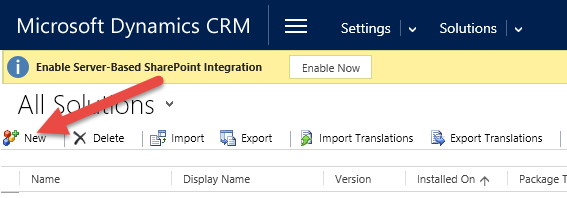 Microsoft Dynamics CRM Settings Solutions
Enable Server-Based SharePoint Integration Enable Now
All Solutions
New Delete Import Export Import Translations Export Translations
Name Display Name Version Installed On Package T